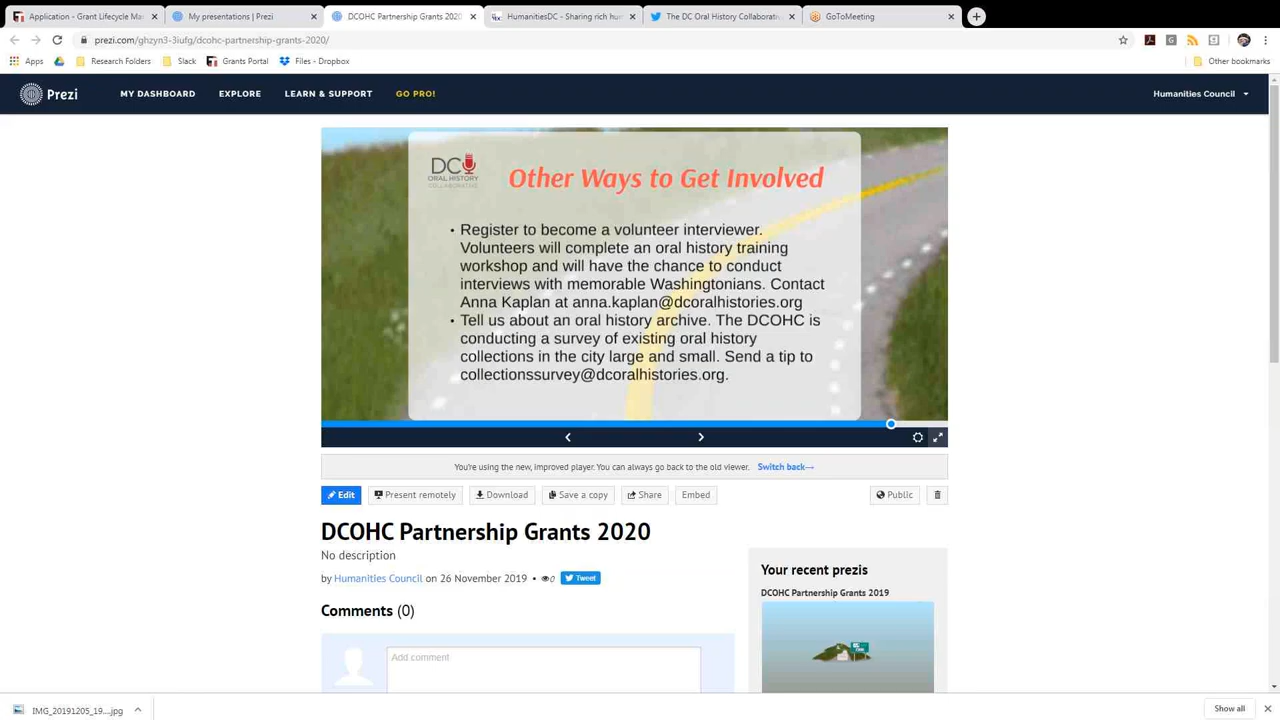 Application - Grant Lifecycle Mar
My presentations | Prezi
DCOHC Partnership Grants 2020
HumanitiesDC - Sharing rich hum
The DC Oral History Collaborativ
GoToMeeting
prezi.com/ghzyn3-3iufg/dcohc-partnership-grants-2020/
Apps
Research Folders
Slack
Grants Portal
Files - Dropbox
Other bookmarks
Prezi
MY DASHBOARD
EXPLORE
LEARN & SUPPORT
GO PRO!
Humanities Council
DC
ORAL HISTORY
COLLABORATIVE
Other Ways to Get Involved
• Register to become a volunteer interviewer.
Volunteers will complete an oral history training
workshop and will have the chance to conduct
interviews with memorable Washingtonians. Contact
Anna Kaplan at anna.kaplan@dcoralhistories.org
• Tell us about an oral history archive. The DCOHC is
conducting a survey of existing oral history
collections in the city large and small. Send a tip to
collectionssurvey@dcoralhistories.org.
You're using the new, improved player. You can always go back to the old viewer. Switch back→
Edit
Present remotely
Download
Save a copy
Share
Embed
Public
DCOHC Partnership Grants 2020
No description
by Humanities Council on 26 November 2019 • 0
Tweet
Comments (0)
Add comment
Your recent prezis
DCOHC Partnership Grants 2019
IMG_20191205_19....jpg
Show all